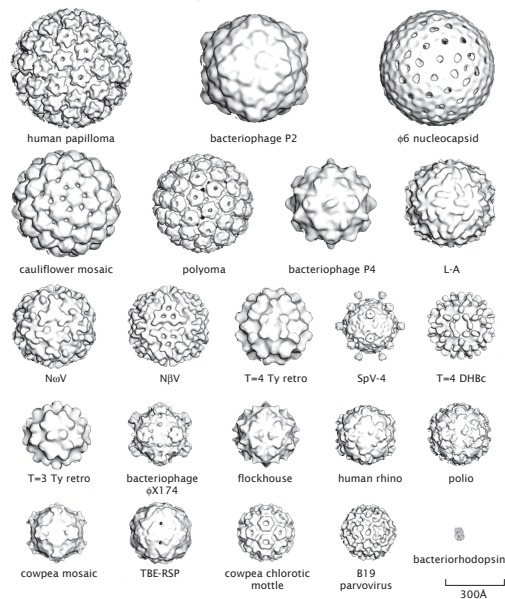 human papilloma
bacteriophage P2
ϕ6 nucleocapsid
cauliflower mosaic
polyoma
bacteriophage P4
L-A
NωV
NβV
T=4 Ty retro
SpV-4
T=4 DHBc
T=3 Ty retro
bacteriophage
ϕX174
flockhouse
human rhino
polio
cowpea mosaic
TBE-RSP
cowpea chlorotic
mottle
B19
parvovirus
bacteriorhodopsin
300Å